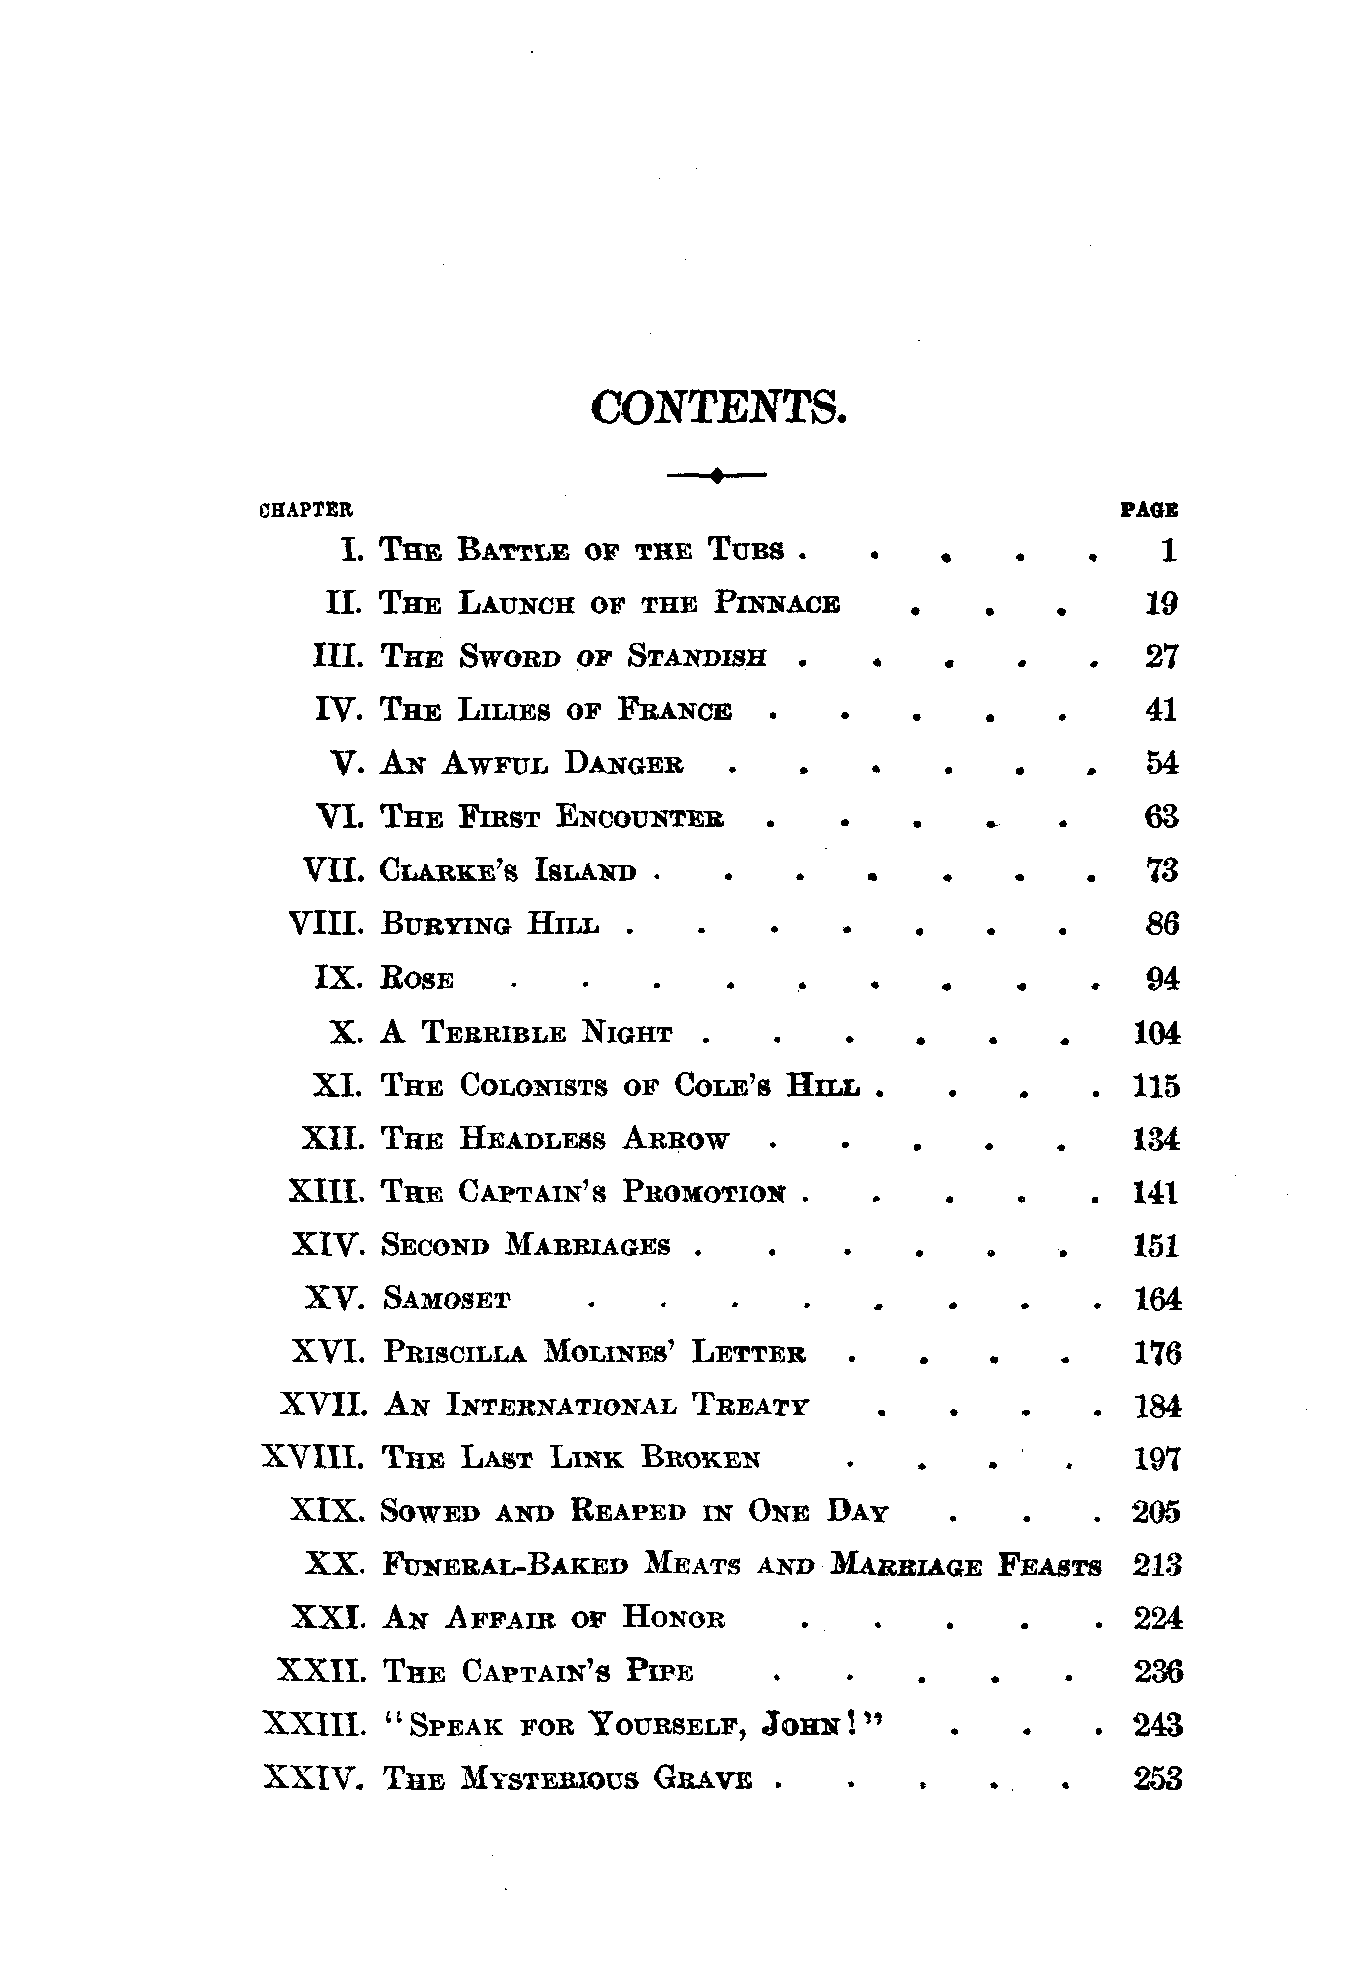 CONTENTS.
CHAPTER PAGE
I. THE BATTLE OF THE TUBS . . . . . 1
II. THE LAUNCH OF THE PINNACE . . . 19
III. THE SWORD OF STANDISH . . . . . 27
IV. THE LILIES OF FRANCE . . . . . 41
V. AN AWFUL DANGER . . . . . . 54
VI. THE FIRST ENCOUNTER . . . . . 63
VII. CLARKE'S ISLAND . . . . . . . 73
VIII. BURYING HILL . . . . . . . 86
IX. ROSE . . . . . . . . . 94
X. A TERRIBLE NIGHT . . . . . . 104
XI. THE COLONISTS OF COLE'S HILL . . . . 115
XII. THE HEADLESS ARROW . . . . . 134
XIII. THE CAPTAIN'S PROMOTION . . . . . 141
XIV. SECOND MARRIAGES . . . . . . 151
XV. SAMOSET . . . . . . . . 164
XVI. PRISCILLA MOLINES' LETTER . . . . 176
XVII. AN INTERNATIONAL TREATY . . . . 184
XVIII. THE LAST LINK BROKEN . . . . 197
XIX. SOWED AND REAPED IN ONE DAY . . . 205
XX. FUNERAL-BAKED MEATS AND MARRIAGE FEASTS 213
XXI. AN AFFAIR OF HONOR . . . . . 224
XXII. THE CAPTAIN'S PIPE . . . . . 236
XXIII. "SPEAK FOR YOURSELF, JOHN!" . . . 243
XXIV. THE MYSTERIOUS GRAVE . . . . . 253